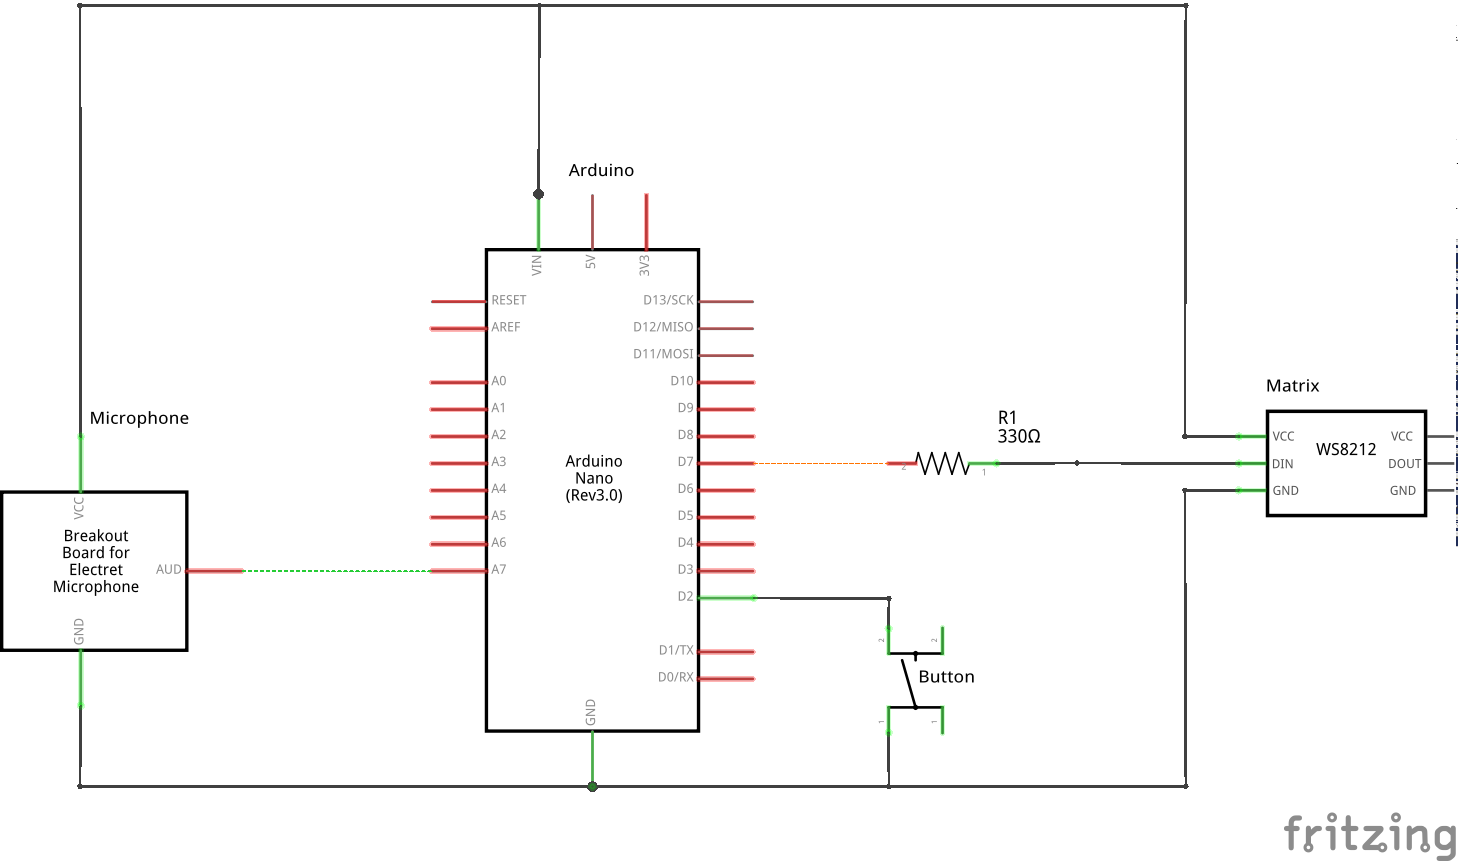 Arduino
VIN
5V
3V3
RESET
D13/SCK
AREF
D12/MISO
D11/MOSI
A0
D10
A1
D9
A2
D8
A3
D7
A4
D6
A5
D5
A6
D4
A7
D3
D2
D1/TX
D0/RX
GND
Arduino
Nano
(Rev3.0)
Microphone
VCC
Breakout
Board for
Electret
Microphone
AUD
GND
R1
330Ω
2
1
Matrix
VCC
VCC
WS8212
DIN
DOUT
GND
GND
2
2
Button
1
1
fritzing